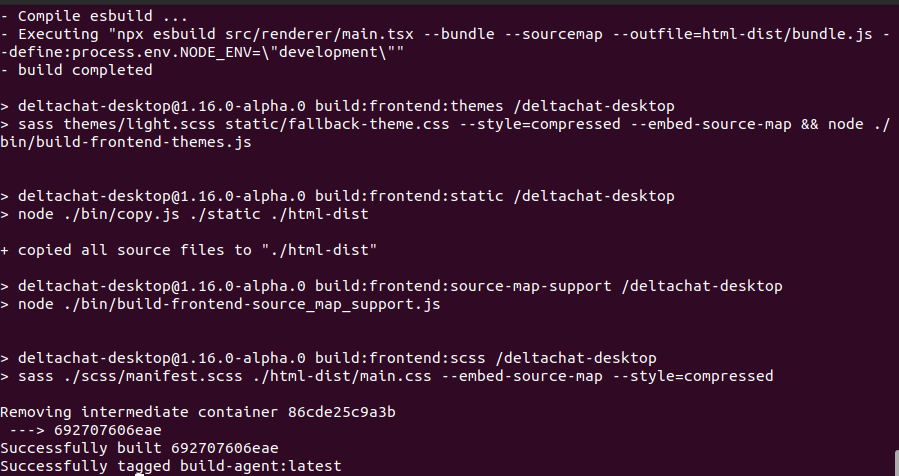 - Compile esbuild ...
- Executing "npx esbuild src/renderer/main.tsx --bundle --sourcemap --outfile=html-dist/bundle.js -
-define:process.env.NODE_ENV=\"development\""
- build completed
> deltachat-desktop@1.16.0-alpha.0 build:frontend:themes /deltachat-desktop
> sass themes/light.scss static/fallback-theme.css --style=compressed --embed-source-map && node ./
bin/build-frontend-themes.js
> deltachat-desktop@1.16.0-alpha.0 build:frontend:static /deltachat-desktop
> node ./bin/copy.js ./static ./html-dist
+ copied all source files to "./html-dist"
> deltachat-desktop@1.16.0-alpha.0 build:frontend:source-map-support /deltachat-desktop
> node ./bin/build-frontend-source_map_support.js
> deltachat-desktop@1.16.0-alpha.0 build:frontend:scss /deltachat-desktop
> sass ./scss/manifest.scss ./html-dist/main.css --embed-source-map --style=compressed
Removing intermediate container 86cde25c9a3b
 ---> 692707606eae
Successfully built 692707606eae
Successfully tagged build-agent:latest